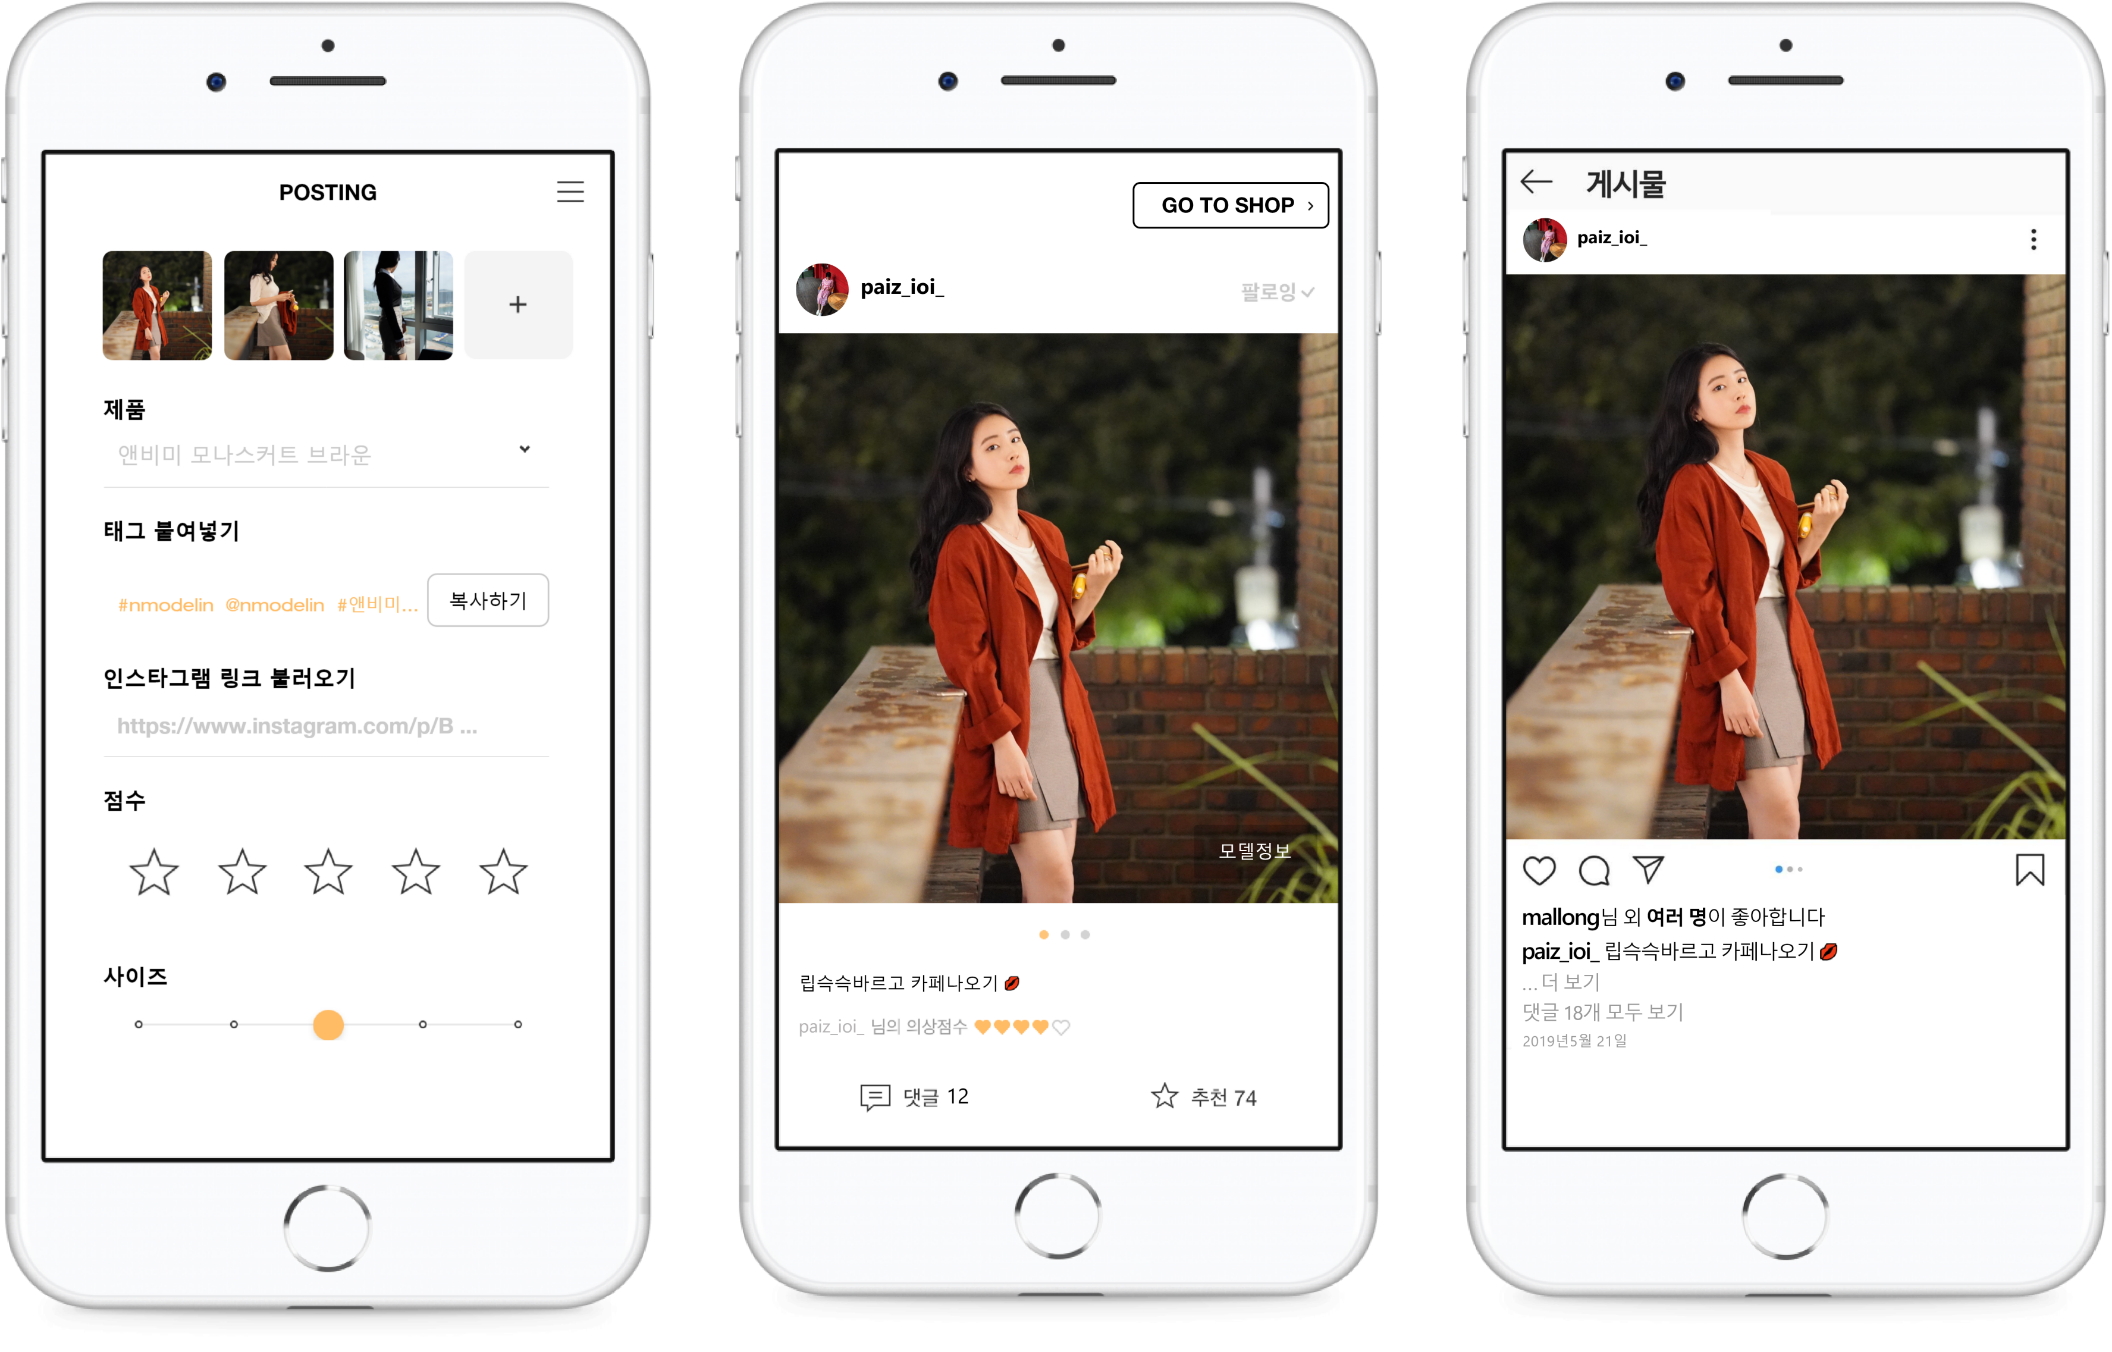 POSTING
+
제품
앤비미 모나스커트 브라운
태그 붙여넣기
#nmodelin @nmodelin #앤비미...
복사하기
인스타그램 링크 불러오기
https://www.instagram.com/p/B ...
점수
사이즈
GO TO SHOP ›
paiz_ioi_
팔로잉
모델정보
립슥슥바르고 카페나오기 💋
paiz_ioi_ 님의 의상점수
댓글 12
추천 74
게시물
paiz_ioi_
mallong님 외 여러 명이 좋아합니다
paiz_ioi_ 립슥슥바르고 카페나오기 💋
... 더 보기
댓글 18개 모두 보기
2019년5월 21일